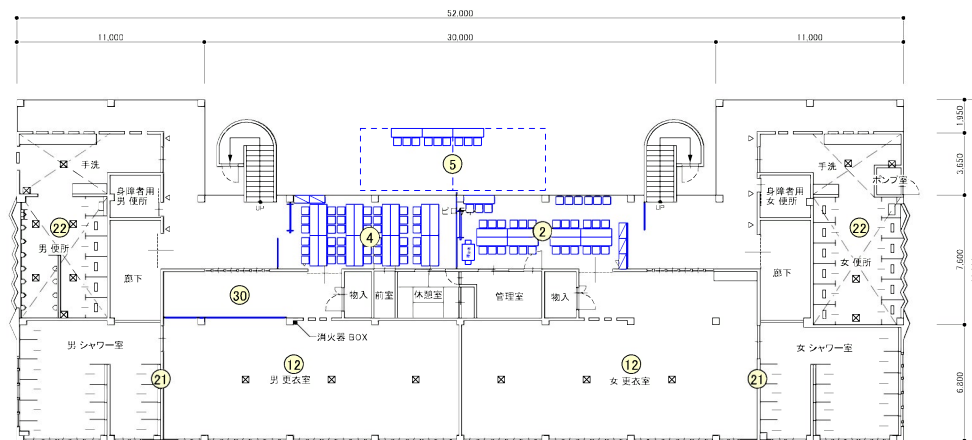 52,000
11,000
30,000
11,000
1,950
3,650
7,600
6,800
手洗
手洗
ポンプ室
身障者用
男 便所
身障者用
女 便所
UP
UP
5
22
男 便所
4
2
22
女 便所
廊下
廊下
30
物入
前室
休憩室
管理室
物入
消火器 BOX
男 シャワー室
女 シャワー室
21
12
男 更衣室
12
女 更衣室
21